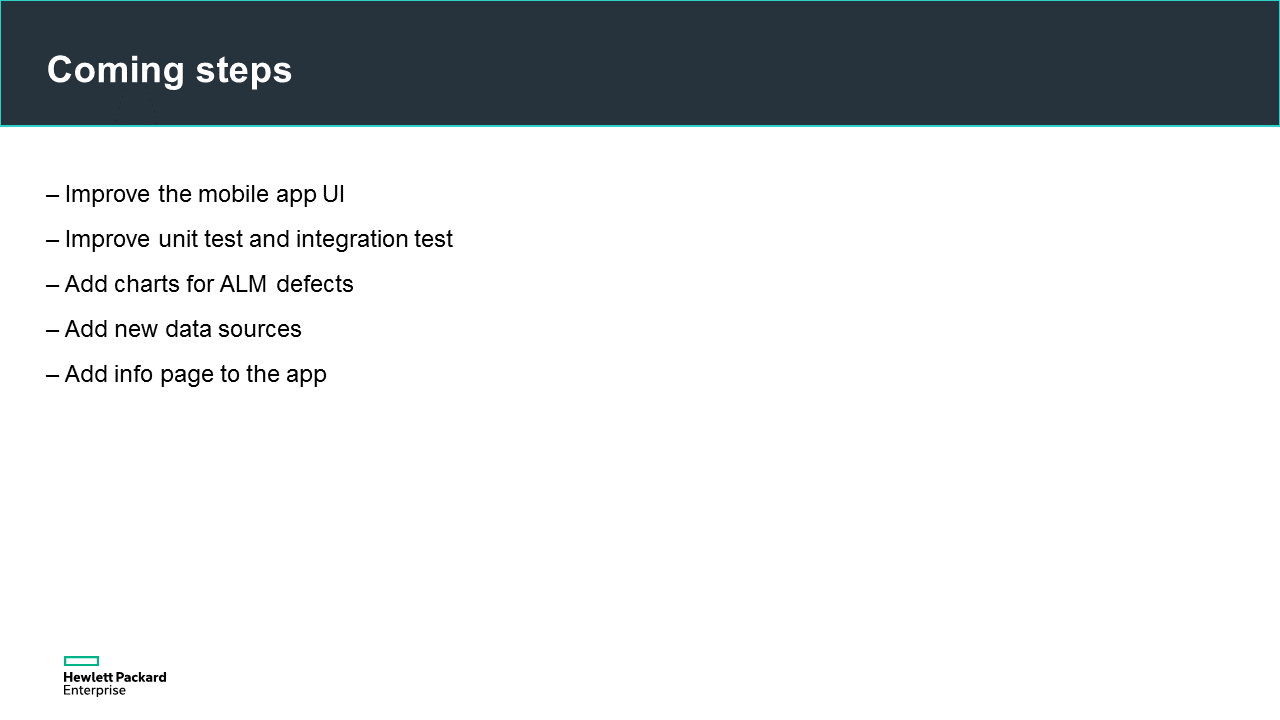 Coming steps
– Improve the mobile app UI
– Improve unit test and integration test
– Add charts for ALM defects
– Add new data sources
– Add info page to the app
Hewlett Packard
Enterprise